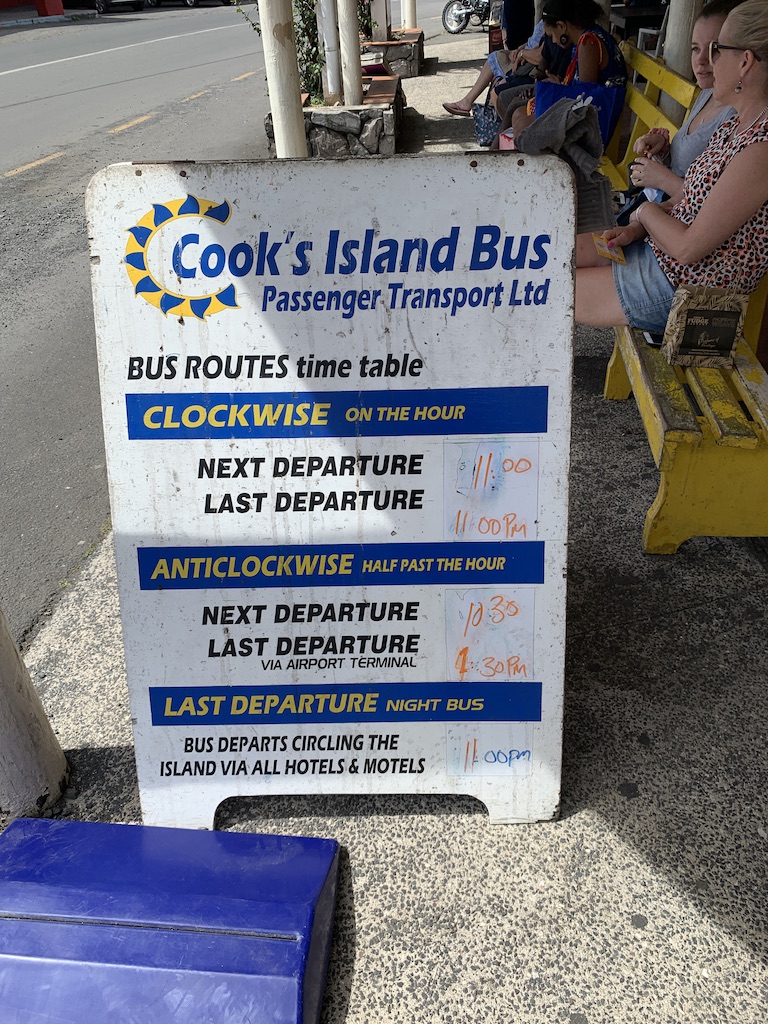 Cook's Island Bus
Passenger Transport Ltd
BUS ROUTES time table
CLOCKWISE ON THE HOUR
NEXT DEPARTURE 11:00
LAST DEPARTURE 11 00PM
ANTICLOCKWISE HALF PAST THE HOUR
NEXT DEPARTURE 10 30
LAST DEPARTURE 4:30PM
VIA AIRPORT TERMINAL
LAST DEPARTURE NIGHT BUS
BUS DEPARTS CIRCLING THE
ISLAND VIA ALL HOTELS & MOTELS 11:00pm